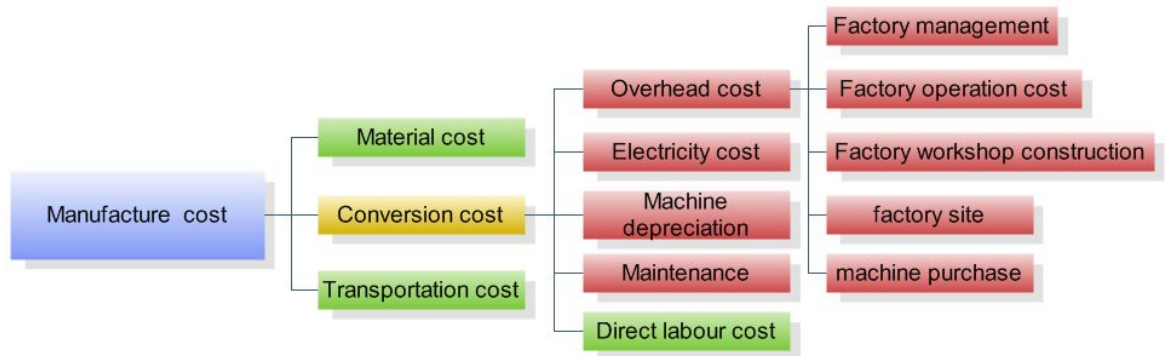 Factory management
Overhead cost
Factory operation cost
Material cost
Electricity cost
Factory workshop construction
Manufacture cost
Conversion cost
Machine
depreciation
factory site
Transportation cost
Maintenance
machine purchase
Direct labour cost